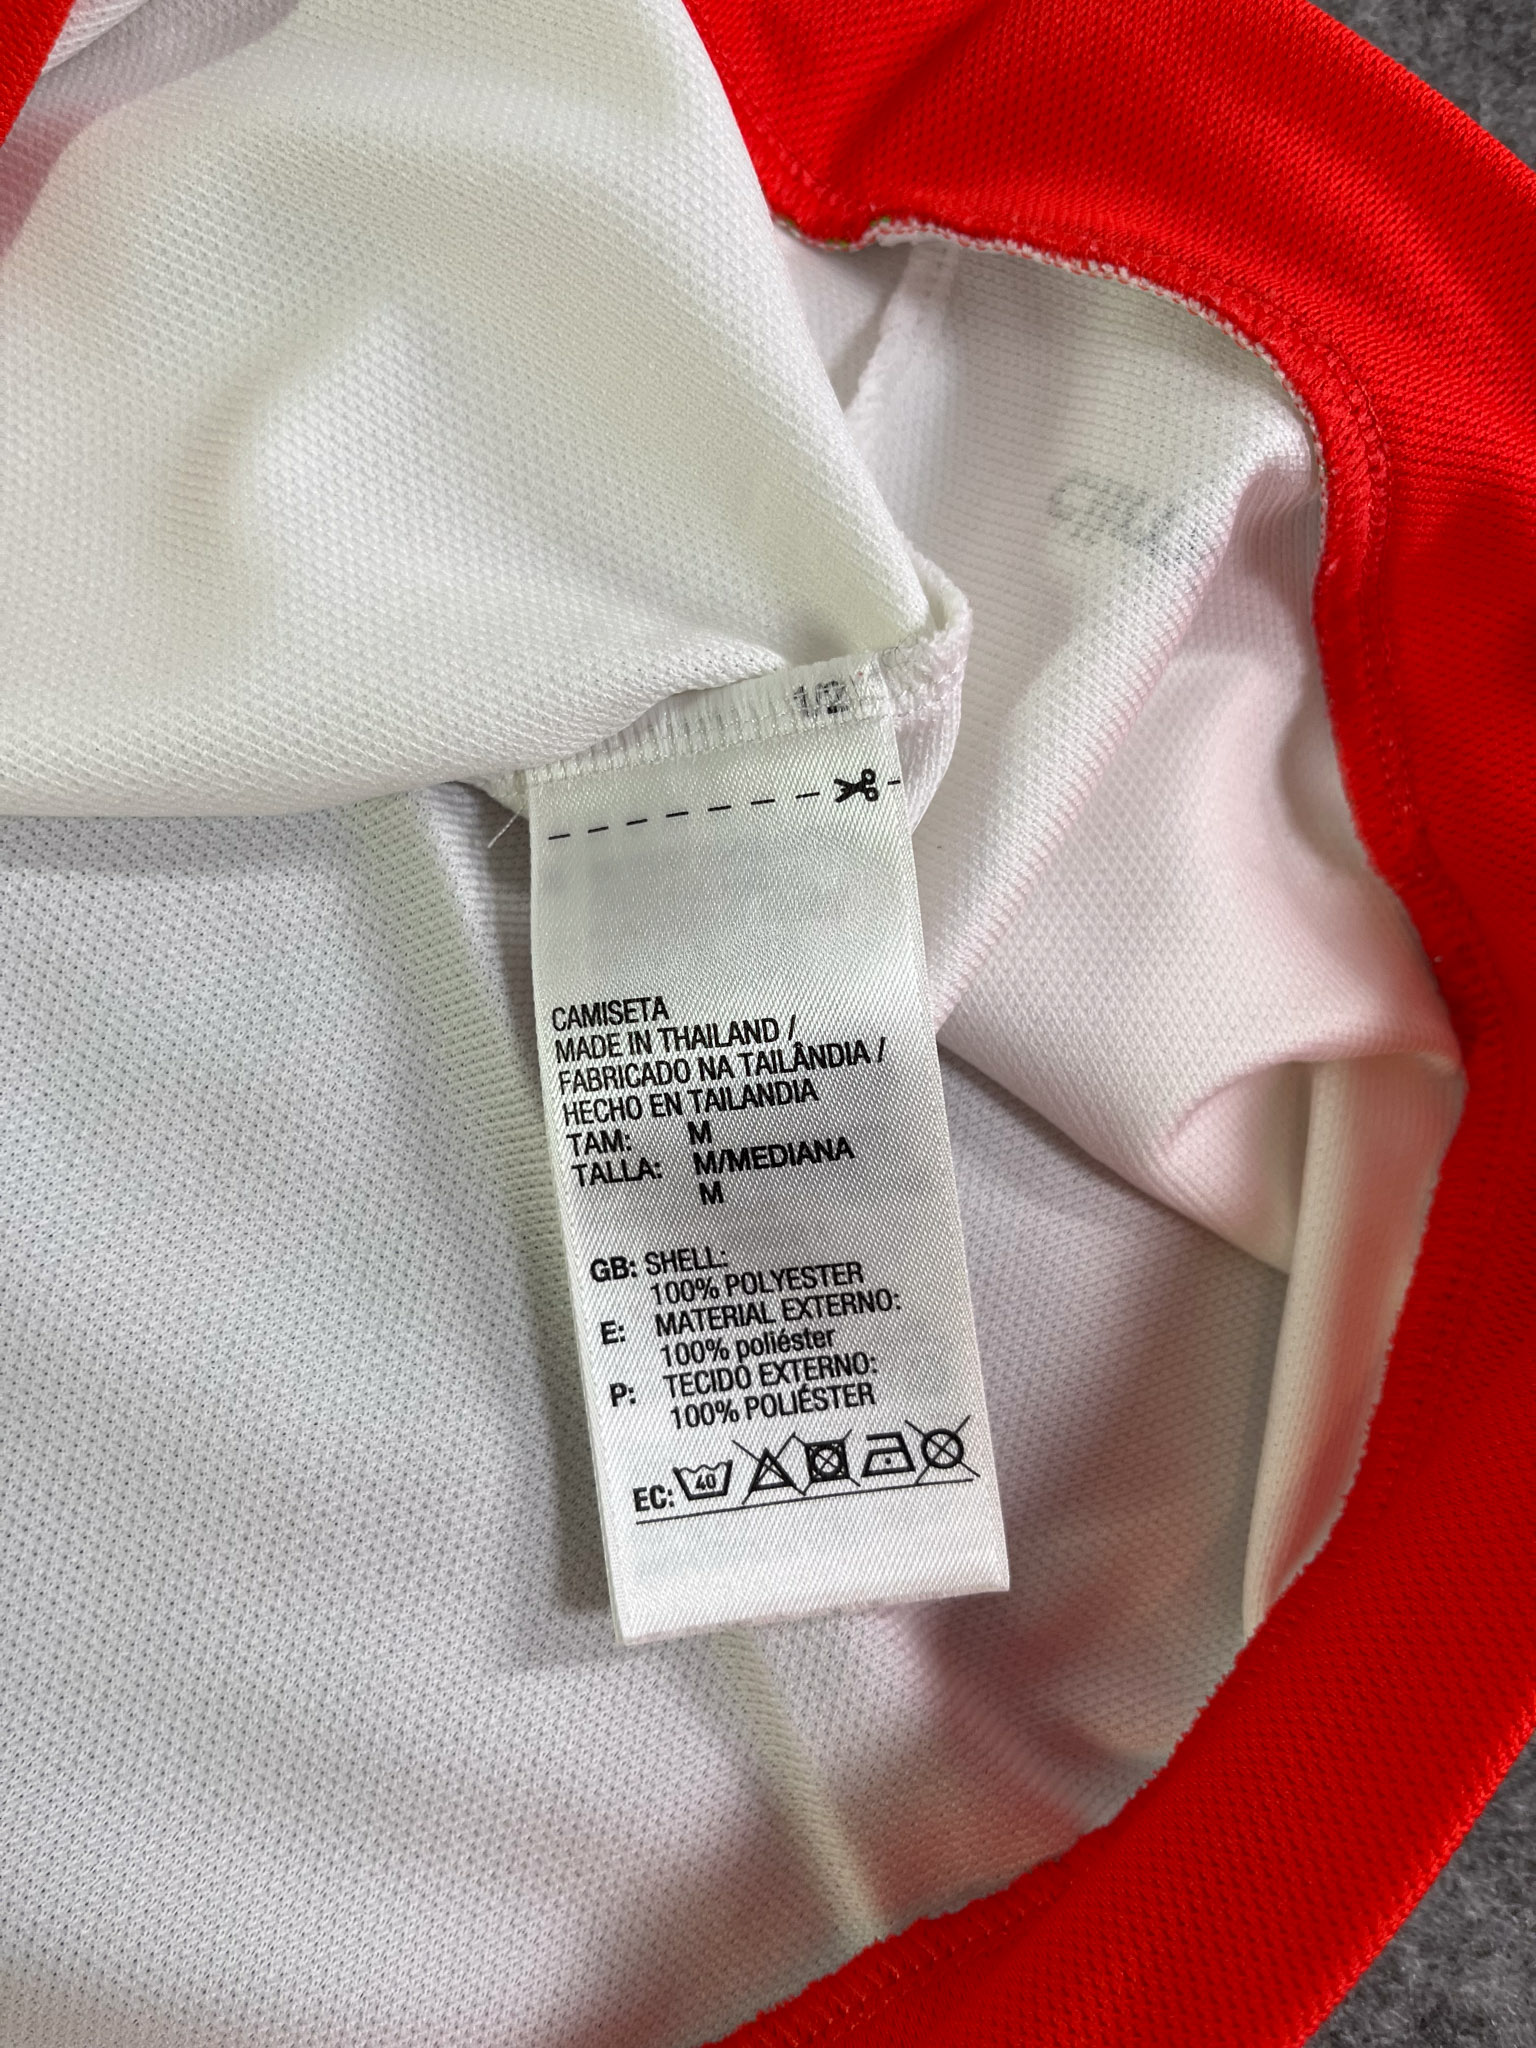 1/2
CAMISETA
MADE IN THAILAND /
FABRICADO NA TAILÂNDIA /
HECHO EN TAILANDIA
TAM: M
TALLA: M/MEDIANA
M
GB: SHELL:
100% POLYESTER
E: MATERIAL EXTERNO:
100% poliéster
P: TECIDO EXTERNO:
100% POLIÉSTER
EC: 40